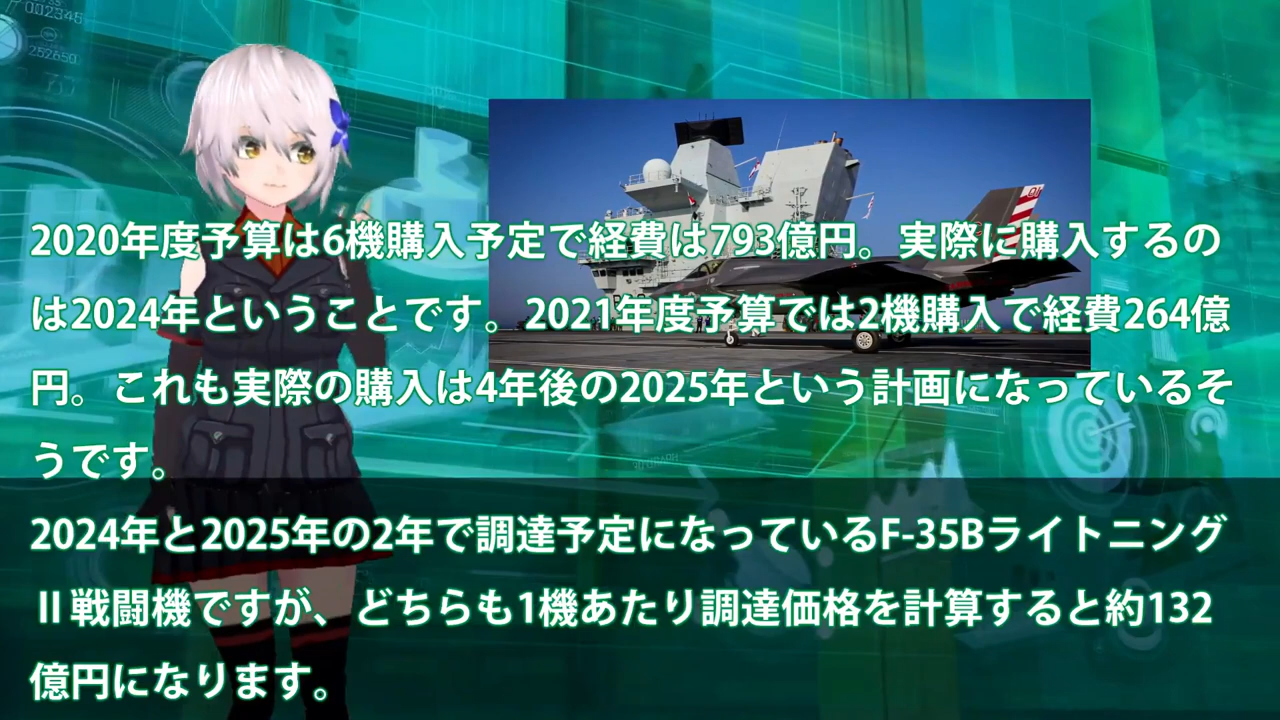 002345
252650
2020年度予算は6機購入予定で経費は793億円。実際に購入するの
は2024年ということです。2021年度予算では2機購入で経費264億
円。これも実際の購入は4年後の2025年という計画になっているそ
うです。
2024年と2025年の2年で調達予定になっているF-35Bライトニング
Ⅱ戦闘機ですが、どちらも1機あたり調達価格を計算すると約132
億円になります。